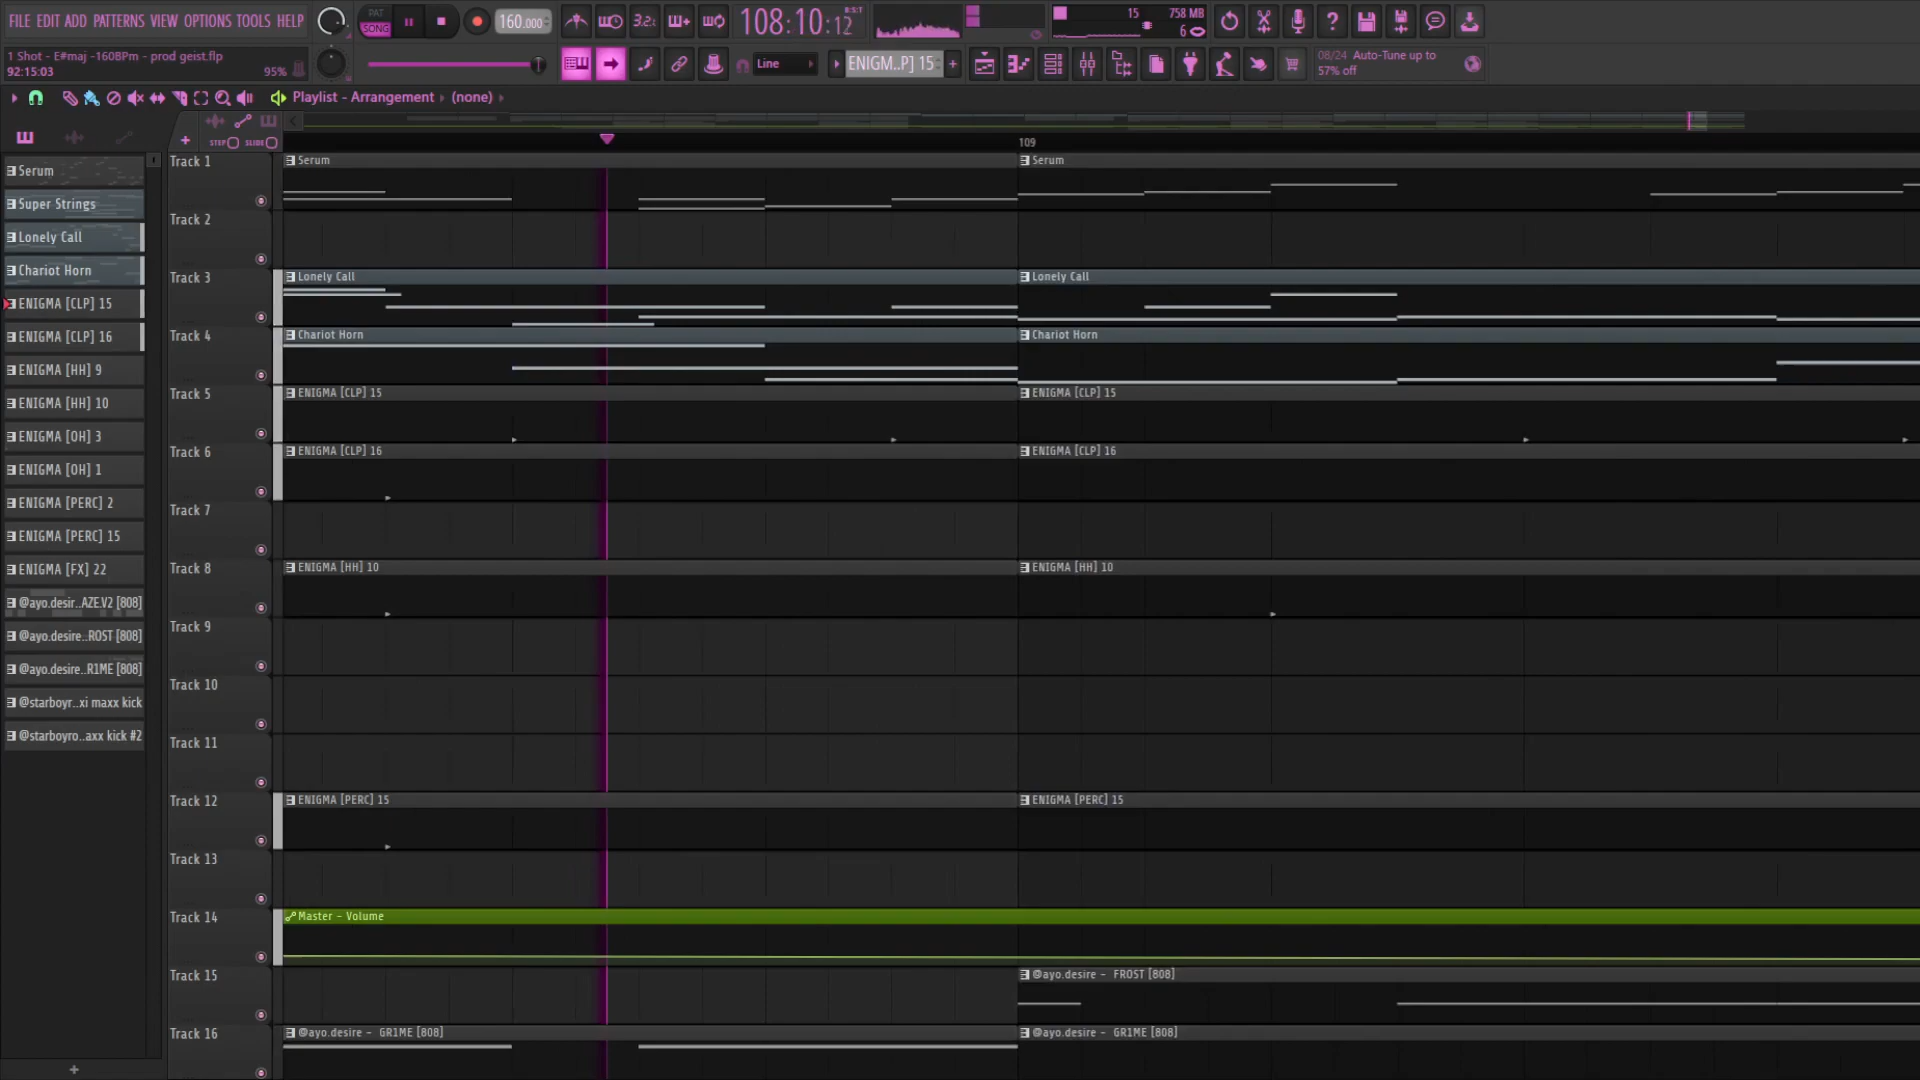 FILE EDIT ADD PATTERNS VIEW OPTIONS TOOLS HELP
PAT
SONG
160.000
3.2
108:10:12
B:S:T
15
758 MB
6
1 Shot - E#maj -160BPm - prod geist.flp
92:15:03
95%
Line
ENIGM..P] 15
08/24 Auto-Tune up to
57% off
Playlist - Arrangement
(none)
STEP
SLIDE
109
Serum
Super Strings
Lonely Call
Chariot Horn
ENIGMA [CLP] 15
ENIGMA [CLP] 16
ENIGMA [HH] 9
ENIGMA [HH] 10
ENIGMA [OH] 3
ENIGMA [OH] 1
ENIGMA [PERC] 2
ENIGMA [PERC] 15
ENIGMA [FX] 22
@ayo.desir..AZE.V2 [808]
@ayo.desire..ROST [808]
@ayo.desire..R1ME [808]
@starboyr..xi maxx kick
@starboyro..axx kick #2
Track 1
Serum
Serum
Track 2
Track 3
Lonely Call
Lonely Call
Track 4
Chariot Horn
Chariot Horn
Track 5
ENIGMA [CLP] 15
ENIGMA [CLP] 15
Track 6
ENIGMA [CLP] 16
ENIGMA [CLP] 16
Track 7
Track 8
ENIGMA [HH] 10
ENIGMA [HH] 10
Track 9
Track 10
Track 11
Track 12
ENIGMA [PERC] 15
ENIGMA [PERC] 15
Track 13
Track 14
Master - Volume
Track 15
@ayo.desire - FROST [808]
Track 16
@ayo.desire - GR1ME [808]
@ayo.desire - GR1ME [808]